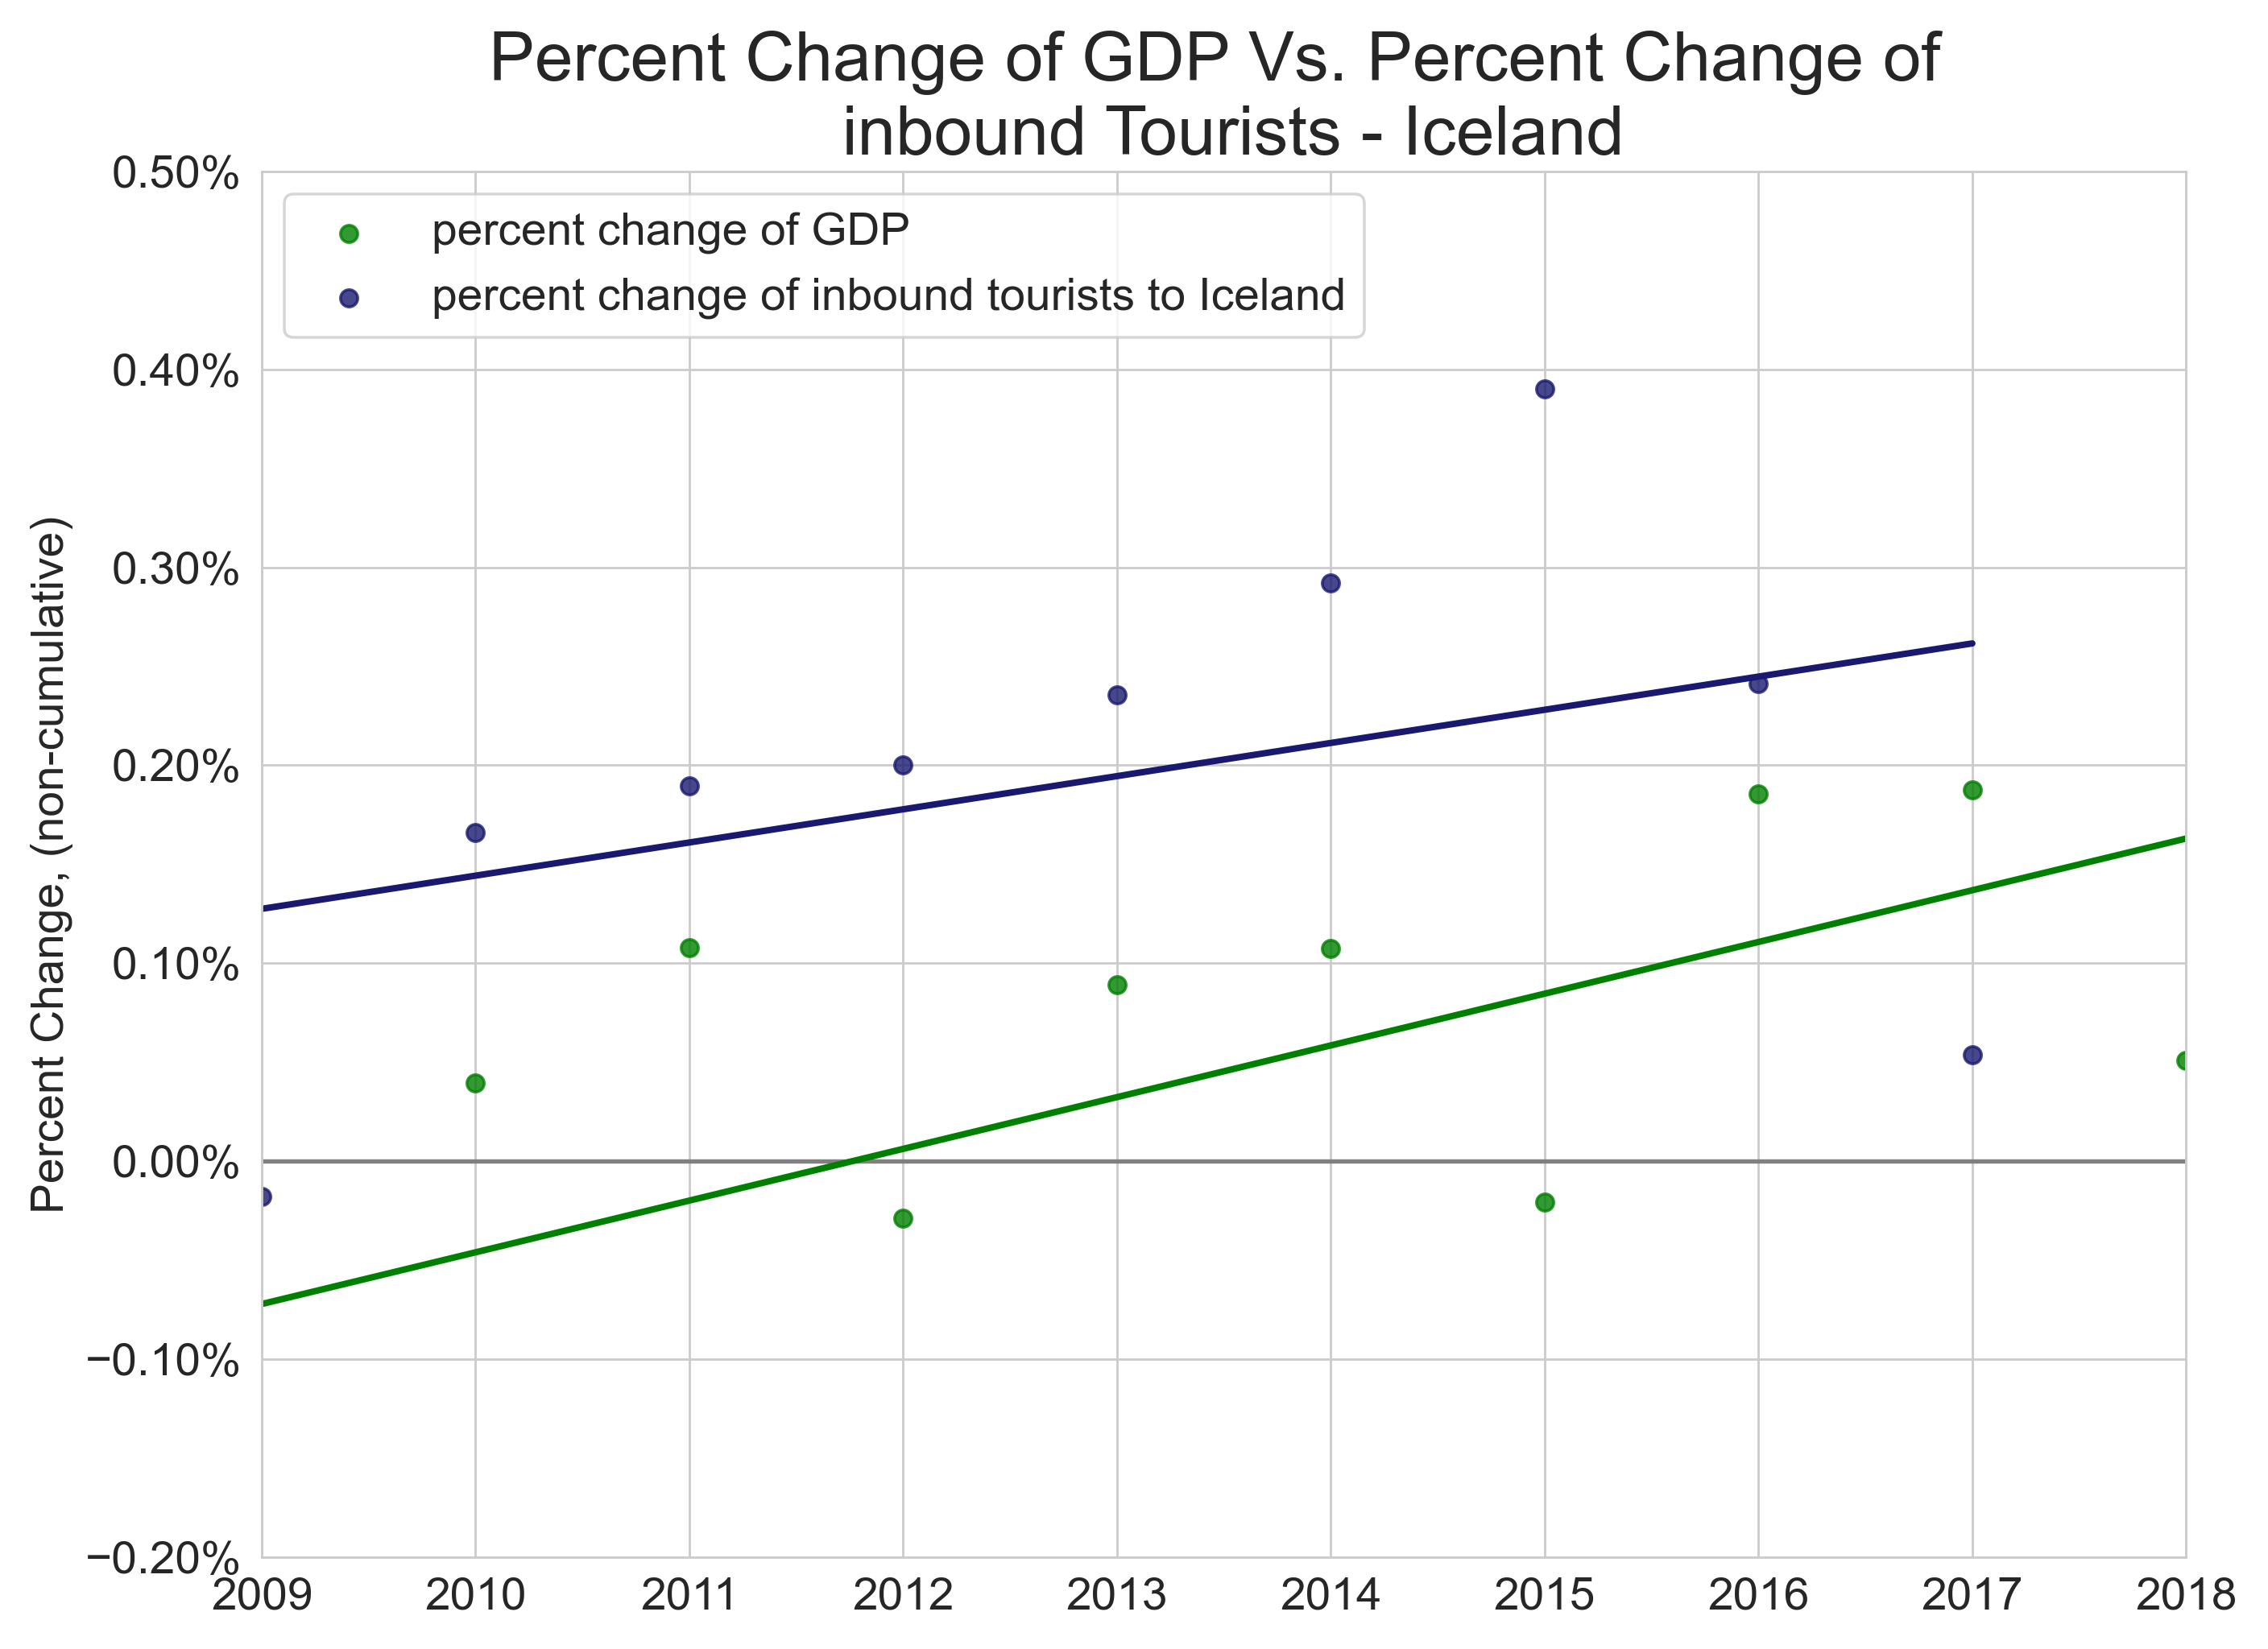 Percent Change of GDP Vs. Percent Change of
inbound Tourists - Iceland
percent change of GDP
percent change of inbound tourists to Iceland
Percent Change, (non-cumulative)
0.50%
0.40%
0.30%
0.20%
0.10%
0.00%
−0.10%
−0.20%
2009 2010 2011 2012 2013 2014 2015 2016 2017 2018